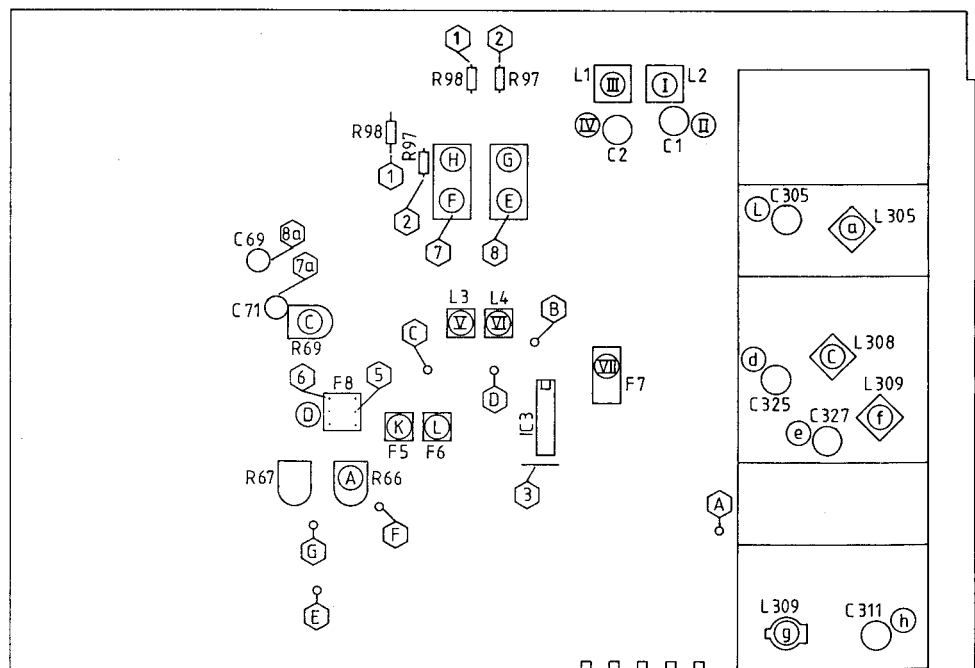 1 2
R98 R97
L1 III I L2
IV C2 C1 II
R98 R97
1 2
H G
F E
7 8
L C305
a L305
C69 8a
7a
C71 C
R69
L3 L4
V VI
B
C
D
VII F7
6 F8 5
D
K L
F5 F6
IC3
3
d C325
C L308
L309
f
e C327
R67 A R66
F
G
E
A
L309
g
C311 h